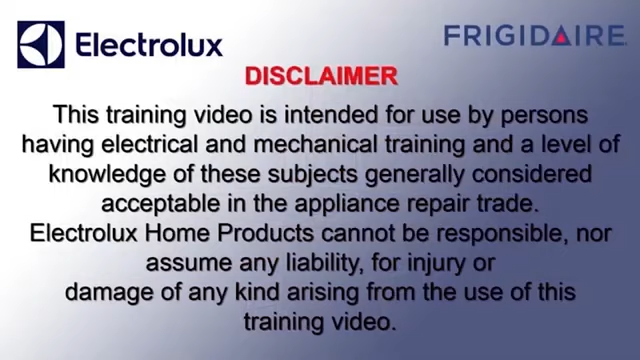 Electrolux
FRIGIDAIRE
DISCLAIMER
This training video is intended for use by persons
having electrical and mechanical training and a level of
knowledge of these subjects generally considered
acceptable in the appliance repair trade.
Electrolux Home Products cannot be responsible, nor
assume any liability, for injury or
damage of any kind arising from the use of this
training video.